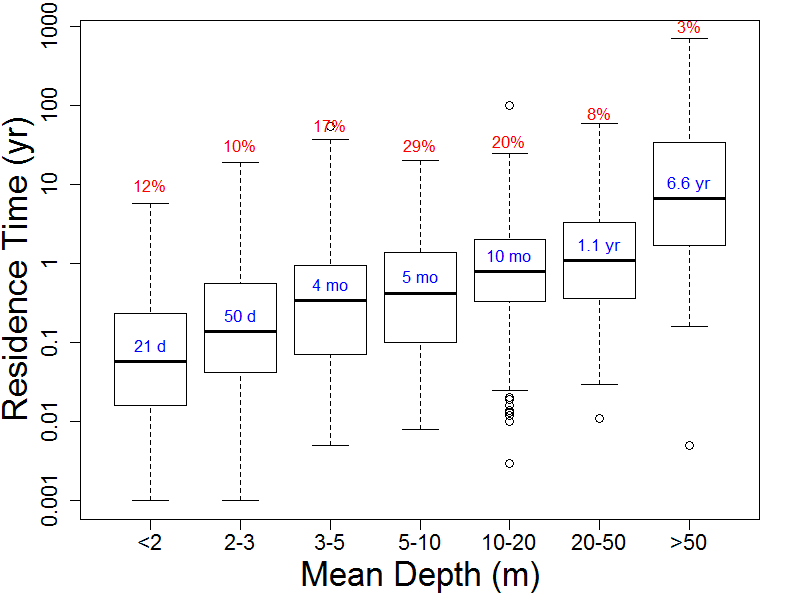 Residence Time (yr)
1000
100
10
1
0.1
0.01
0.001
12%
10%
17%
29%
20%
8%
3%
21 d
50 d
4 mo
5 mo
10 mo
1.1 yr
6.6 yr
<2
2-3
3-5
5-10
10-20
20-50
>50
Mean Depth (m)